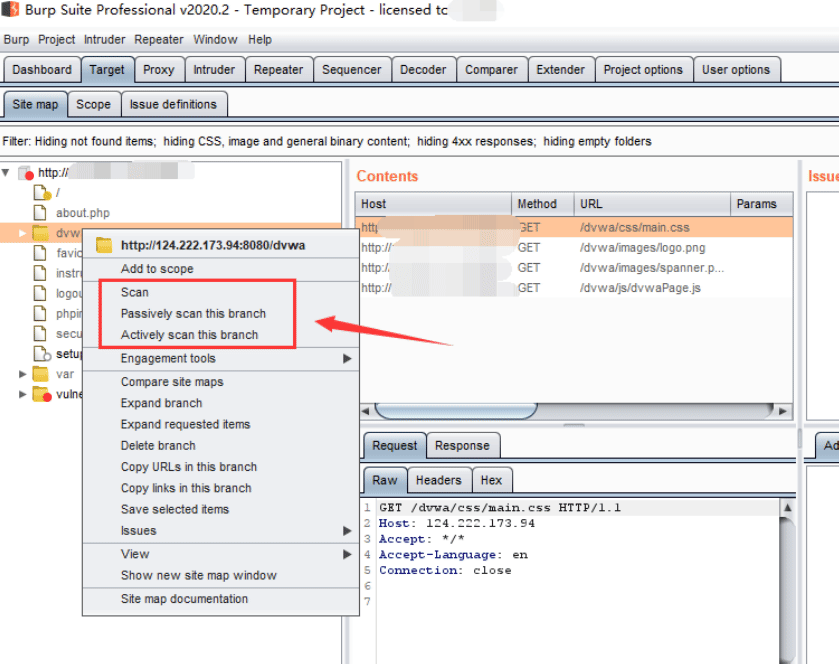 Burp Suite Professional v2020.2 - Temporary Project - licensed to
Burp Project Intruder Repeater Window Help
Dashboard Target Proxy Intruder Repeater Sequencer Decoder Comparer Extender Project options User options
Site map Scope Issue definitions
Filter: Hiding not found items; hiding CSS, image and general binary content; hiding 4xx responses; hiding empty folders
http://
/
about.php
dvw
favic
instru
logou
phpin
secu
setup
var
vulne
http://124.222.173.94:8080/dvwa
Add to scope
Scan
Passively scan this branch
Actively scan this branch
Engagement tools
Compare site maps
Expand branch
Expand requested items
Delete branch
Copy URLs in this branch
Copy links in this branch
Save selected items
Issues
View
Show new site map window
Site map documentation
Contents
Host Method URL Params
http GET /dvwa/css/main.css
http:// GET /dvwa/images/logo.png
http:/ GET /dvwa/images/spanner.p...
http:// GET /dvwa/js/dvwaPage.js
Request Response
Raw Headers Hex
1 GET /dvwa/css/main.css HTTP/1.1
2 Host: 124.222.173.94
3 Accept: */*
4 Accept-Language: en
5 Connection: close
6
7
Issue
Ad